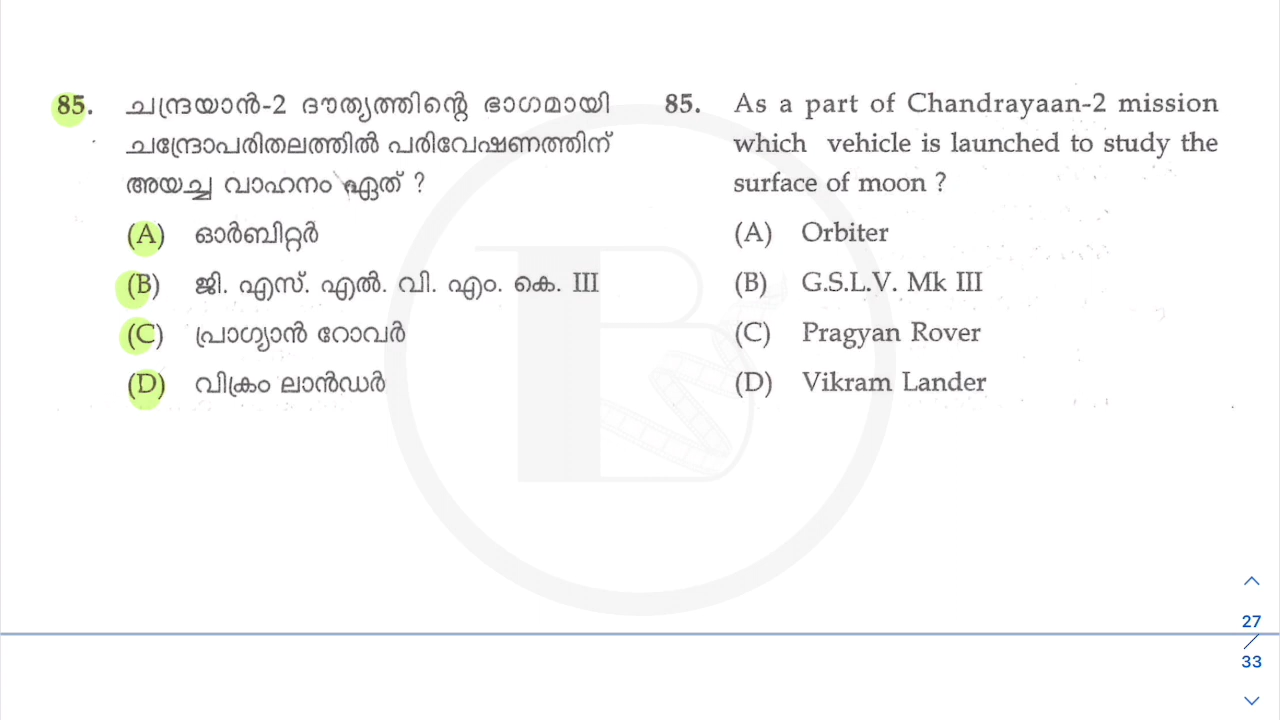 85. ചന്ദ്രയാൻ-2 ദൗത്യത്തിന്റെ ഭാഗമായി
ചന്ദ്രോപരിതലത്തിൽ പരിവേഷണത്തിന്
അയച്ച വാഹനം ഏത് ?
(A) ഓർബിറ്റർ
(B) ജി. എസ്. എൽ. വി. എം. കെ. III
(C) പ്രാഗ്യാൻ റോവർ
(D) വിക്രം ലാൻഡർ
85. As a part of Chandrayaan-2 mission
which vehicle is launched to study the
surface of moon ?
(A) Orbiter
(B) G.S.L.V. Mk III
(C) Pragyan Rover
(D) Vikram Lander
27
33